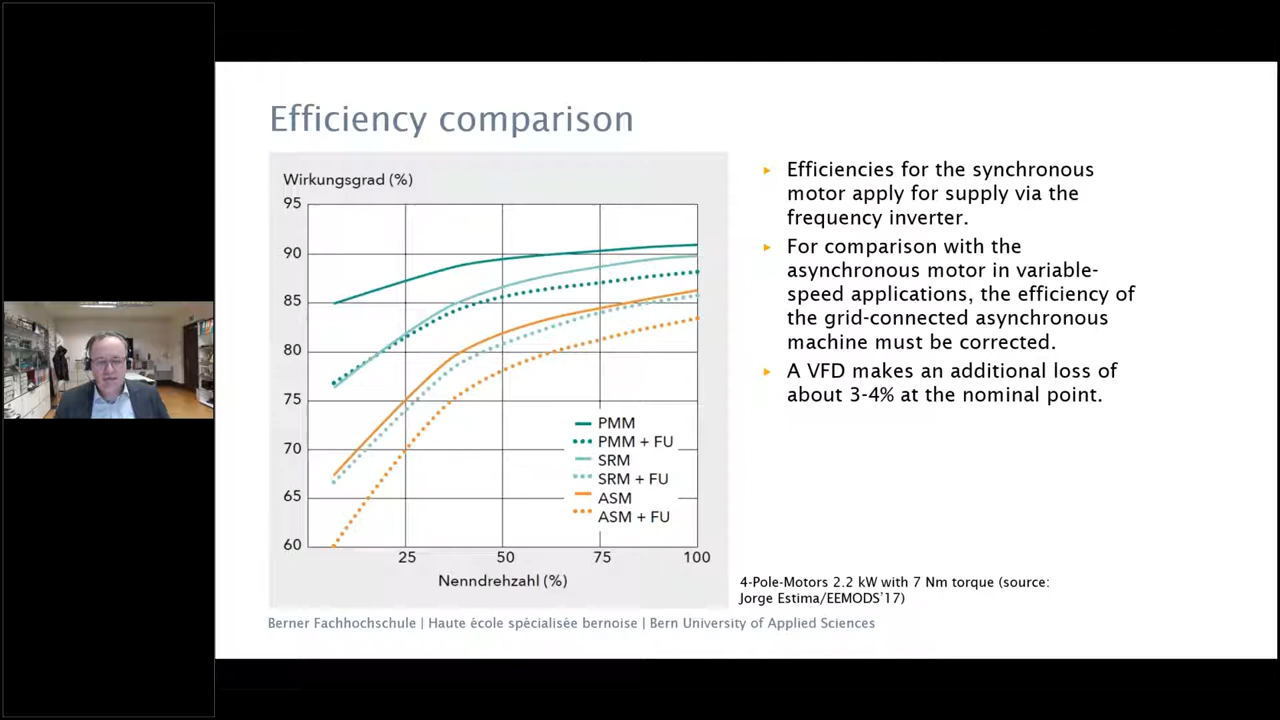 Efficiency comparison
Wirkungsgrad (%)
95
90
85
80
75
70
65
60
25
50
75
100
Nenndrehzahl (%)
PMM
PMM + FU
SRM
SRM + FU
ASM
ASM + FU
Efficiencies for the synchronous
motor apply for supply via the
frequency inverter.
For comparison with the
asynchronous motor in variable-
speed applications, the efficiency of
the grid-connected asynchronous
machine must be corrected.
A VFD makes an additional loss of
about 3-4% at the nominal point.
4-Pole-Motors 2.2 kW with 7 Nm torque (source:
Jorge Estima/EEMODS'17)
Berner Fachhochschule | Haute école spécialisée bernoise | Bern University of Applied Sciences